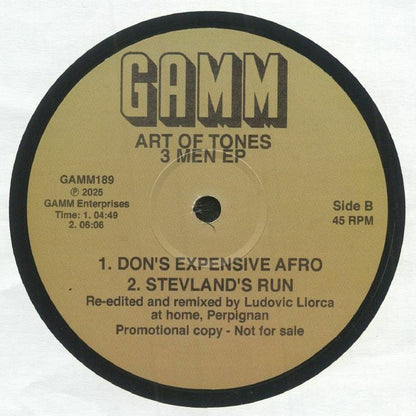 GAMM
ART OF TONES
3 MEN EP
GAMM189
℗ 2025
GAMM Enterprises
Time: 1. 04:49
2. 06:06
Side B
45 RPM
1. DON'S EXPENSIVE AFRO
2. STEVLAND'S RUN
Re-edited and remixed by Ludovic Llorca
at home, Perpignan
Promotional copy - Not for sale